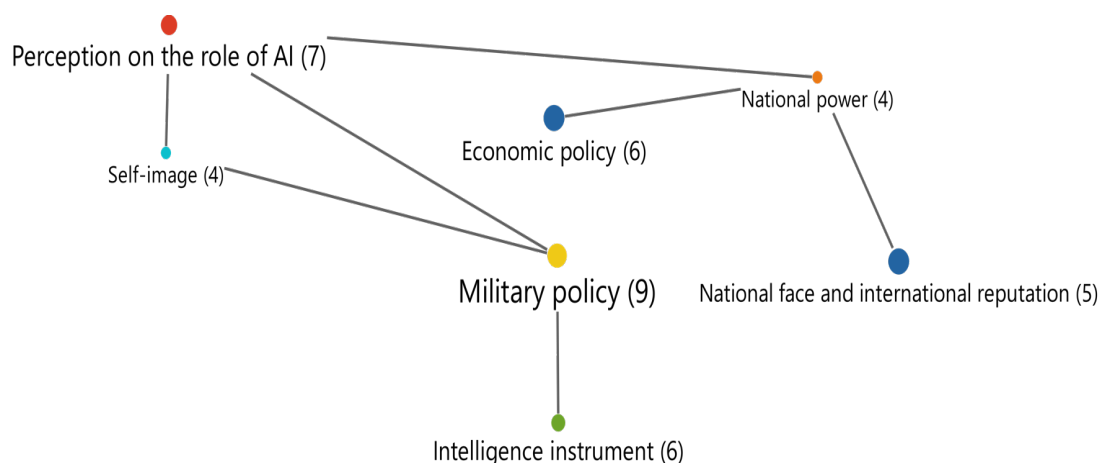 Perception on the role of AI (7)
National power (4)
Economic policy (6)
Self-image (4)
Military policy (9)
National face and international reputation (5)
Intelligence instrument (6)